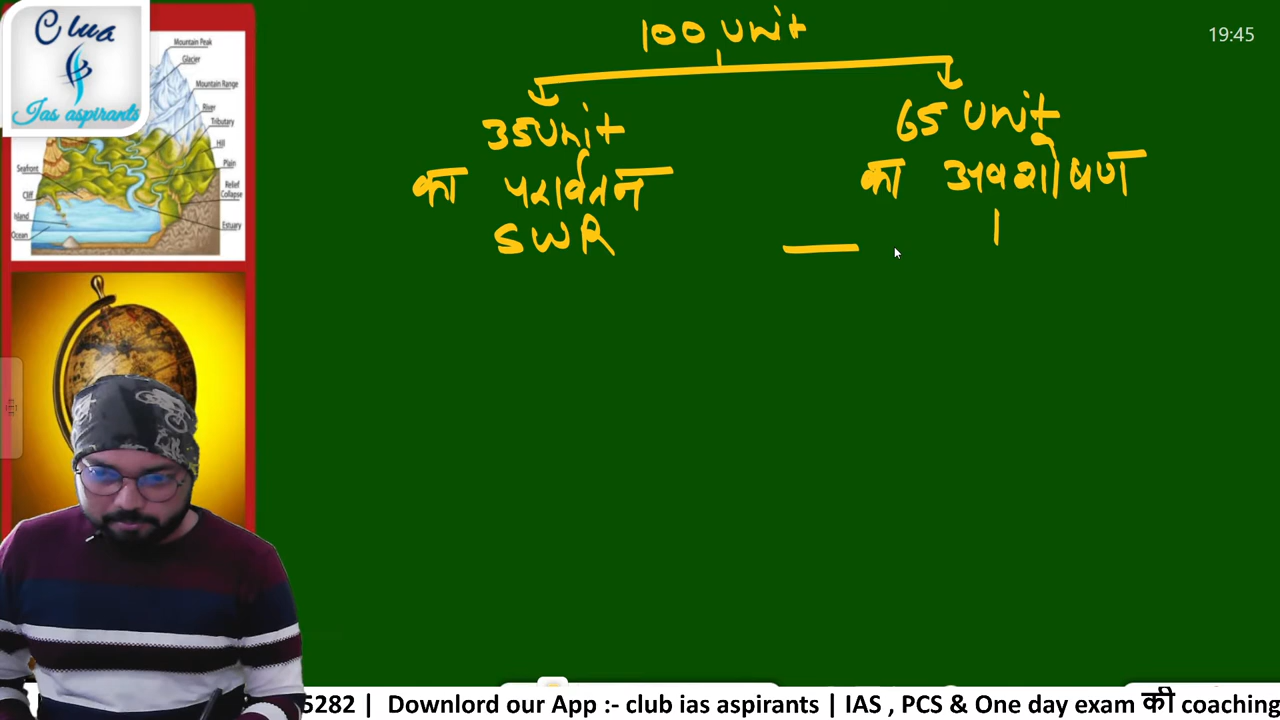 Clua
Ias aspirants
Mountain Peak
Glacier
Mountain Range
River
Tributary
Hill
Plain
Seafront
Relief
Collapse
Cliff
Island
Estuary
Ocean
19:45
100 Unit
35Unit
का परावर्तन
SWR
65 Unit
का अवशोषण
5282 | Downlord our App :- club ias aspirants | IAS , PCS & One day exam की coaching